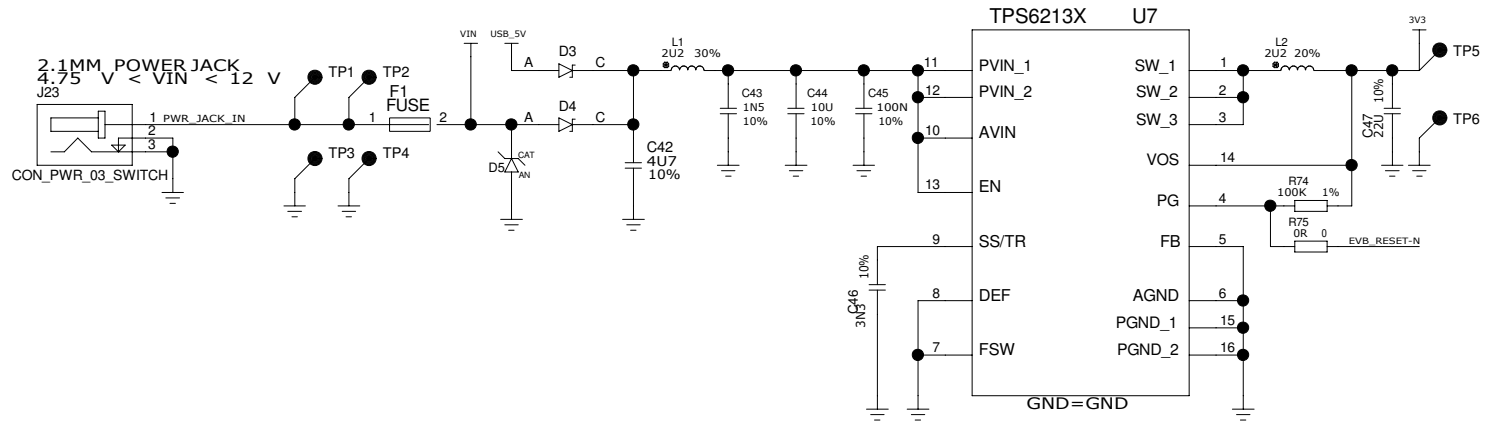 TPS6213X U7
2.1MM POWER JACK
4.75 V < VIN < 12 V
J23
CON_PWR_03_SWITCH
1 PWR_JACK_IN
2
3
TP1
TP2
TP3
TP4
F1
FUSE
1 2
VIN
USB_5V
D3
A C
D4
A C
D5
CAT
AN
C42
4U7
10%
L1
2U2 30%
C43
1N5
10%
C44
10U
10%
C45
100N
10%
C46
3N3
10%
11 PVIN_1
12 PVIN_2
10 AVIN
13 EN
9 SS/TR
8 DEF
7 FSW
SW_1 1
SW_2 2
SW_3 3
VOS 14
PG 4
FB 5
AGND 6
PGND_1 15
PGND_2 16
GND=GND
L2
2U2 20%
3V3
C47
22U
10%
TP5
TP6
R74
100K 1%
R75
0R 0
EVB_RESET-N